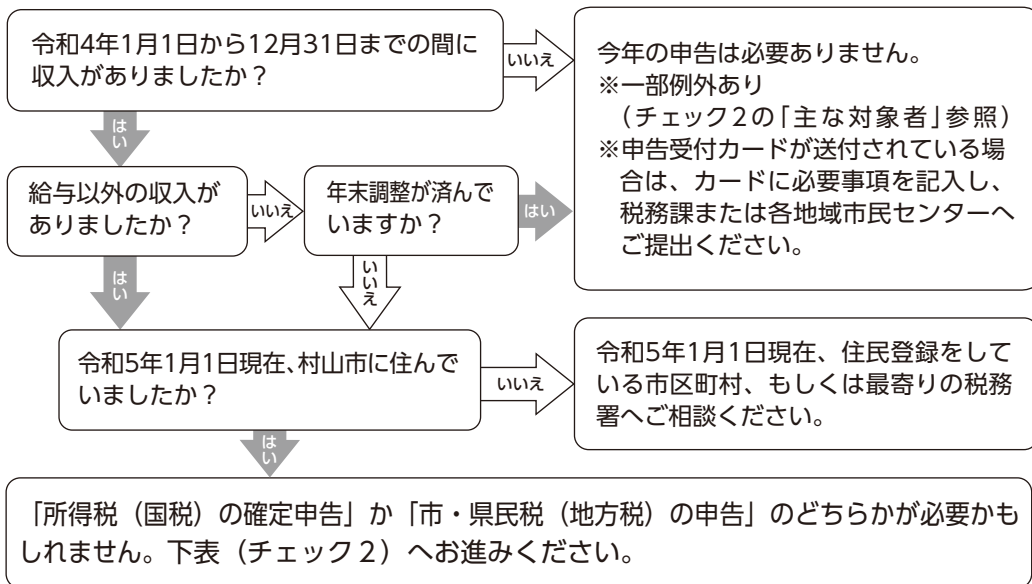 令和4年1月1日から12月31日までの間に
収入がありましたか？
いいえ
今年の申告は必要ありません。
※一部例外あり
（チェック２の「主な対象者」参照）
※申告受付カードが送付されている場
合は、カードに必要事項を記入し、
税務課または各地域市民センターへ
ご提出ください。
はい
給与以外の収入が
ありましたか？
いいえ
年末調整が済んで
いますか？
はい
はい
いいえ
令和5年1月1日現在、村山市に住んで
いましたか？
いいえ
令和5年1月1日現在、住民登録をして
いる市区町村、もしくは最寄りの税務
署へご相談ください。
はい
「所得税（国税）の確定申告」か「市・県民税（地方税）の申告」のどちらかが必要かも
しれません。下表（チェック２）へお進みください。